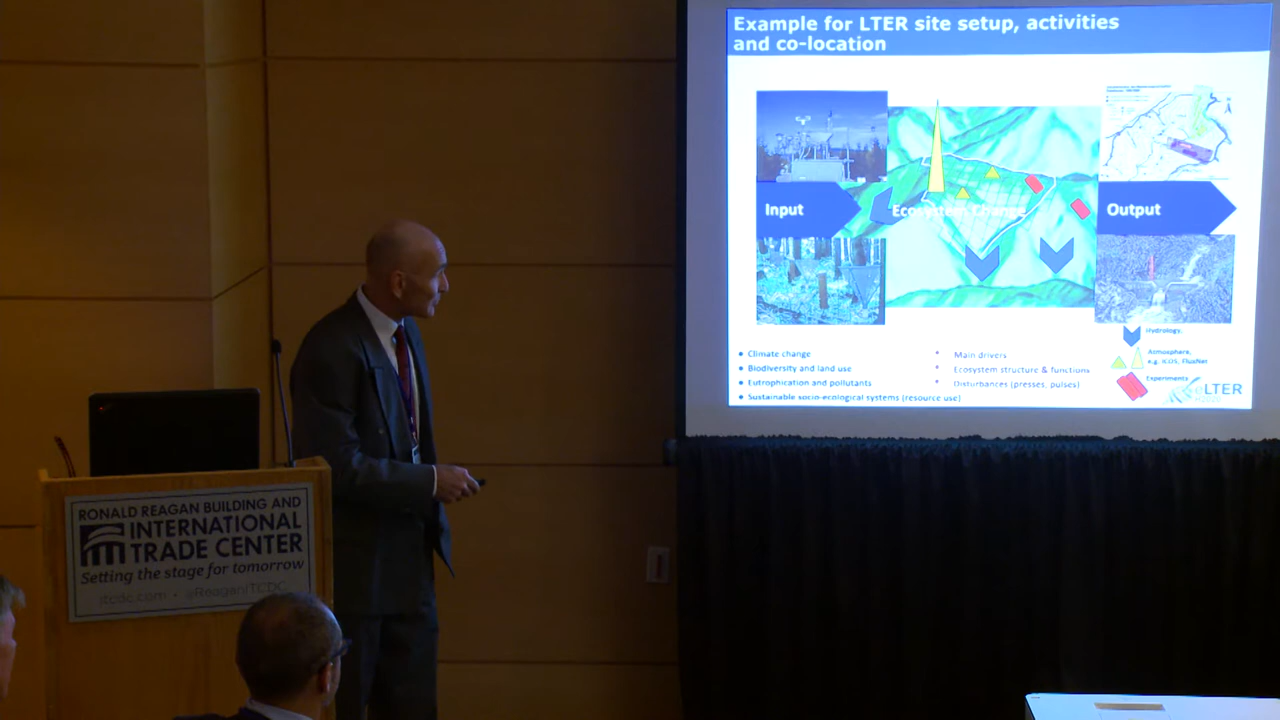 Example for LTER site setup, activities
and co-location
Input
Ecosystem Change
Output
Hydrology,
Atmosphere,
e.g. ICOS, FluxNet
Experiments
• Climate change
• Biodiversity and land use
• Eutrophication and pollutants
• Sustainable socio-ecological systems (resource use)
• Main drivers
• Ecosystem structure & functions
• Disturbances (presses, pulses)
eLTER
RONALD REAGAN BUILDING AND
INTERNATIONAL
TRADE CENTER
Setting the stage for tomorrow
itcdc.com • @ReaganITCDC